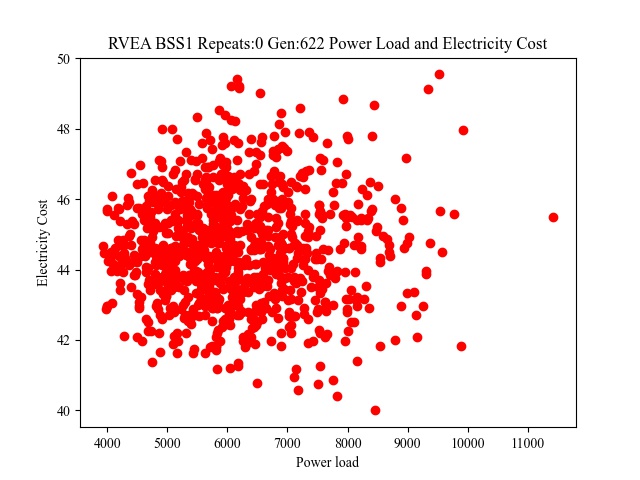 RVEA BSS1 Repeats:0 Gen:622 Power Load and Electricity Cost
50
48
46
44
42
40
Electricity Cost
4000 5000 6000 7000 8000 9000 10000 11000
Power load